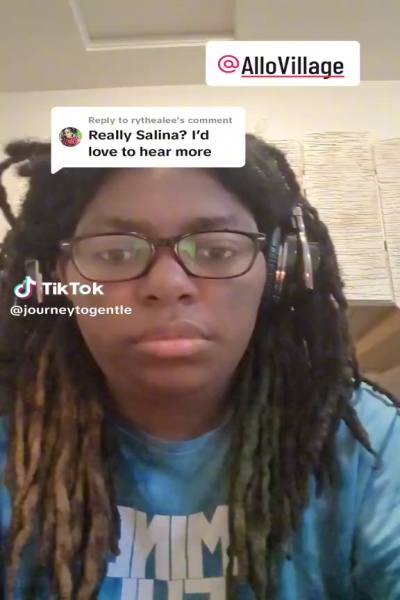 @AlloVillage
Reply to rythealee's comment
Really Salina? I'd
love to hear more
TikTok
@journeytogentle